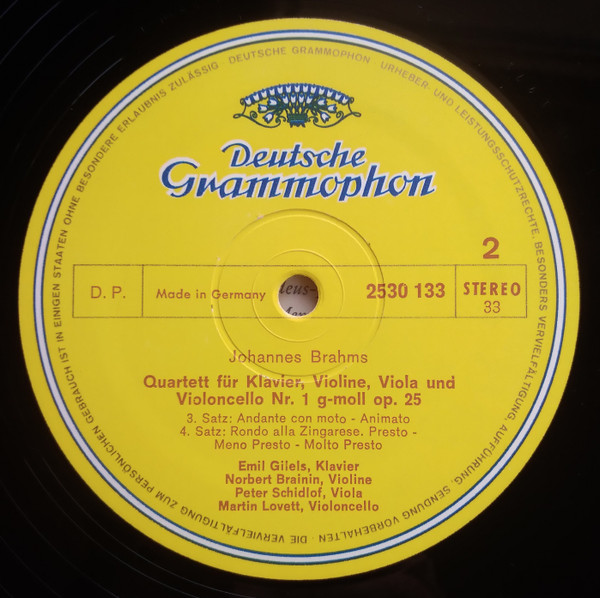 DEUTSCHE GRAMMOPHON · URHEBER- UND LEISTUNGSSCHUTZRECHTE, BESONDERS VERVIELFÄLTIGUNG, AUFFÜHRUNG, SENDUNG VORBEHALTEN · DIE VERVIELFÄLTIGUNG ZUM PERSÖNLICHEN GEBRAUCH IST IN EINIGEN STAATEN OHNE BESONDERE ERLAUBNIS ZULÄSSIG ·
Deutsche
Grammophon
2
D. P.
Made in Germany
2530 133
STEREO
33
Johannes Brahms
Quartett für Klavier, Violine, Viola und
Violoncello Nr. 1 g-moll op. 25
3. Satz: Andante con moto - Animato
4. Satz: Rondo alla Zingarese. Presto -
Meno Presto - Molto Presto
Emil Gilels, Klavier
Norbert Brainin, Violine
Peter Schidlof, Viola
Martin Lovett, Violoncello